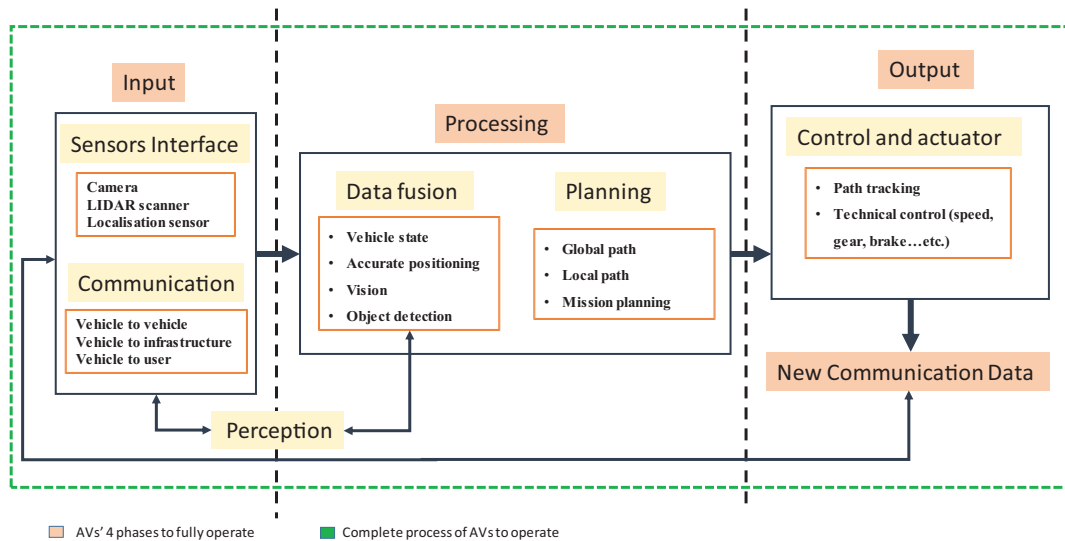 Input
Sensors Interface
Camera
LIDAR scanner
Localisation sensor
Communication
Vehicle to vehicle
Vehicle to infrastructure
Vehicle to user
Perception
Processing
Data fusion
• Vehicle state
• Accurate positioning
• Vision
• Object detection
Planning
• Global path
• Local path
• Mission planning
Output
Control and actuator
• Path tracking
• Technical control (speed,
gear, brake…etc.)
New Communication Data
AVs' 4 phases to fully operate
Complete process of AVs to operate